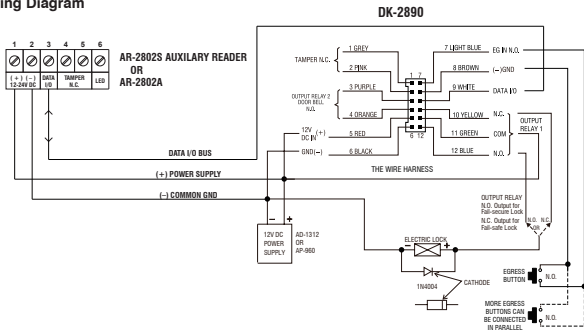 ing Diagram
DK-2890
1 2 3 4 5 6
(+) (–) DATA TAMPER LED
12-24V DC I/O N.C.
AR-2802S AUXILARY READER
OR
AR-2802A
TAMPER N.C.
1 GREY
2 PINK
3 PURPLE
OUTPUT RELAY 2
DOOR BELL
N.O.
4 ORANGE
12V
DC IN (+)
5 RED
GND(–)
6 BLACK
1 7
6 12
7 LIGHT BLUE
EG IN N.O.
8 BROWN
(–)GND
9 WHITE
DATA I/O
10 YELLOW
N.C.
11 GREEN
COM
OUTPUT
RELAY 1
12 BLUE
N.O.
DATA I/O BUS
(+) POWER SUPPLY
THE WIRE HARNESS
(–) COMMON GND
– +
12V DC
POWER
SUPPLY
AD-1312
OR
AP-960
ELECTRIC LOCK
– +
1N4004
CATHODE
OUTPUT RELAY
N.O. Output for
Fail-secure Lock
N.C. Output for
Fail-safe Lock
N.O. N.C.
OR
EGRESS
BUTTON
N.O.
MORE EGRESS
BUTTONS CAN
BE CONNECTED
IN PARALLEL
N.O.